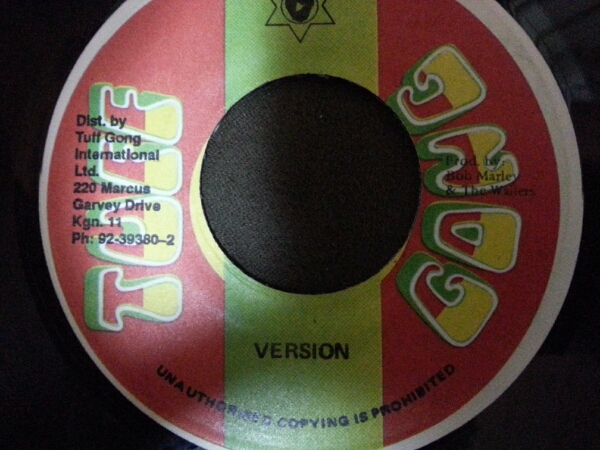 TUFF
GONG
Dist. by
Tuff Gong
International
Ltd.
220 Marcus
Garvey Drive
Kgn. 11
Ph: 92-39380-2
Prod. by:
Bob Marley
& The Wailers
VERSION
UNAUTHORISED COPYING IS PROHIBITED